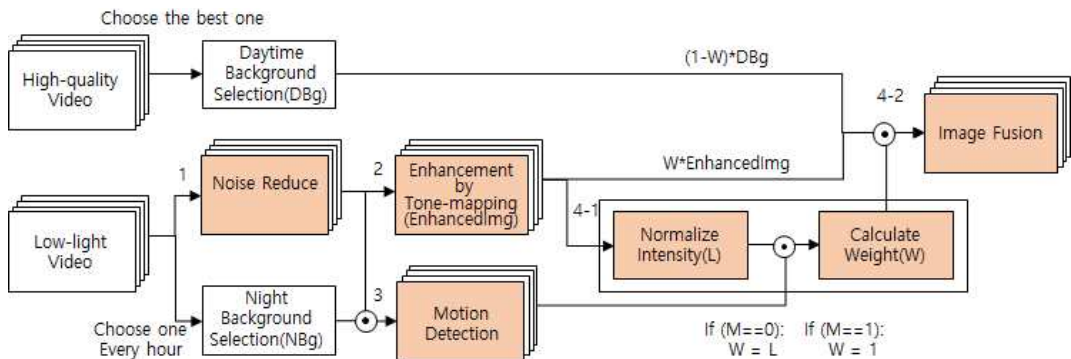 Choose the best one
High-quality
Video
Daytime
Background
Selection(DBg)
(1-W)*DBg
4-2
Image Fusion
1
Noise Reduce
2
Enhancement
by
Tone-mapping
(EnhancedImg)
W*EnhancedImg
4-1
Normalize
Intensity(L)
Calculate
Weight(W)
Low-light
Video
Night
Background
Selection(NBg)
3
Motion
Detection
Choose one
Every hour
If (M==0):
W = L
If (M==1):
W = 1